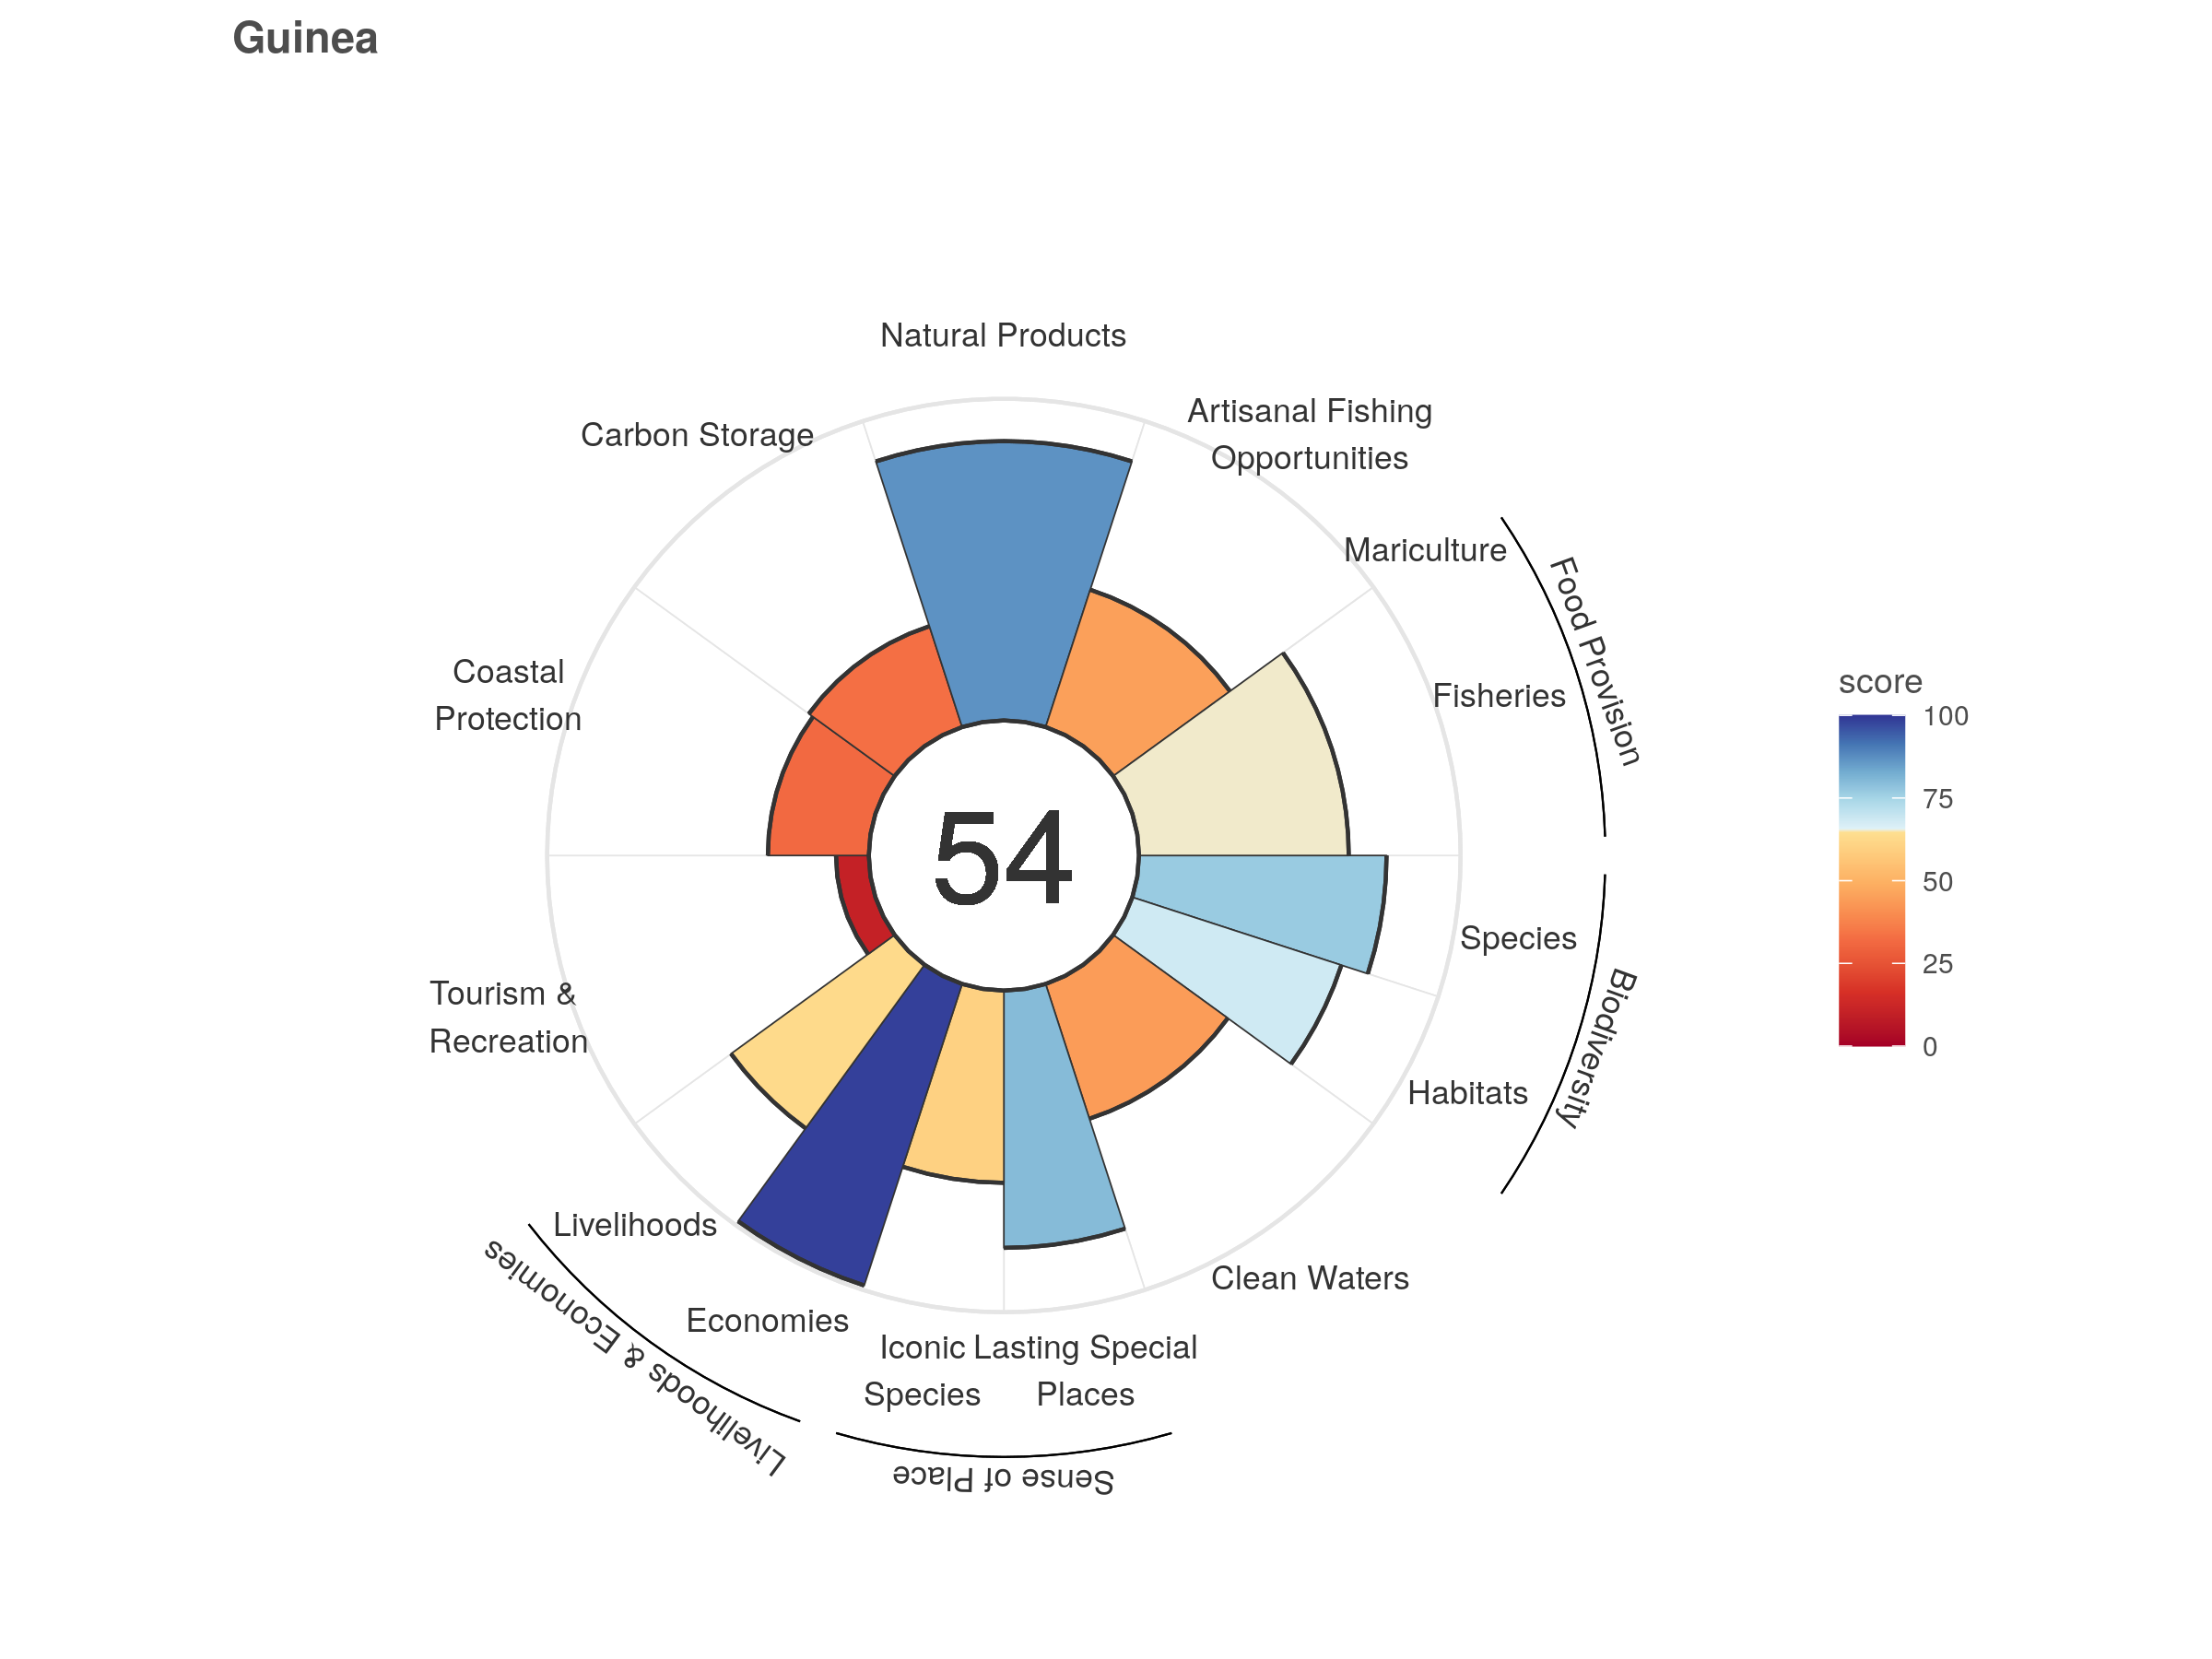 Guinea
Natural Products
Artisanal Fishing
Opportunities
Carbon Storage
Mariculture
Food Provision
Fisheries
Coastal
Protection
score
100
75
50
25
0
54
Species
Biodiversity
Tourism &
Recreation
Habitats
Livelihoods
Clean Waters
Economies
Livelihoods & Economies
Iconic
Species
Lasting Special
Places
Sense of Place